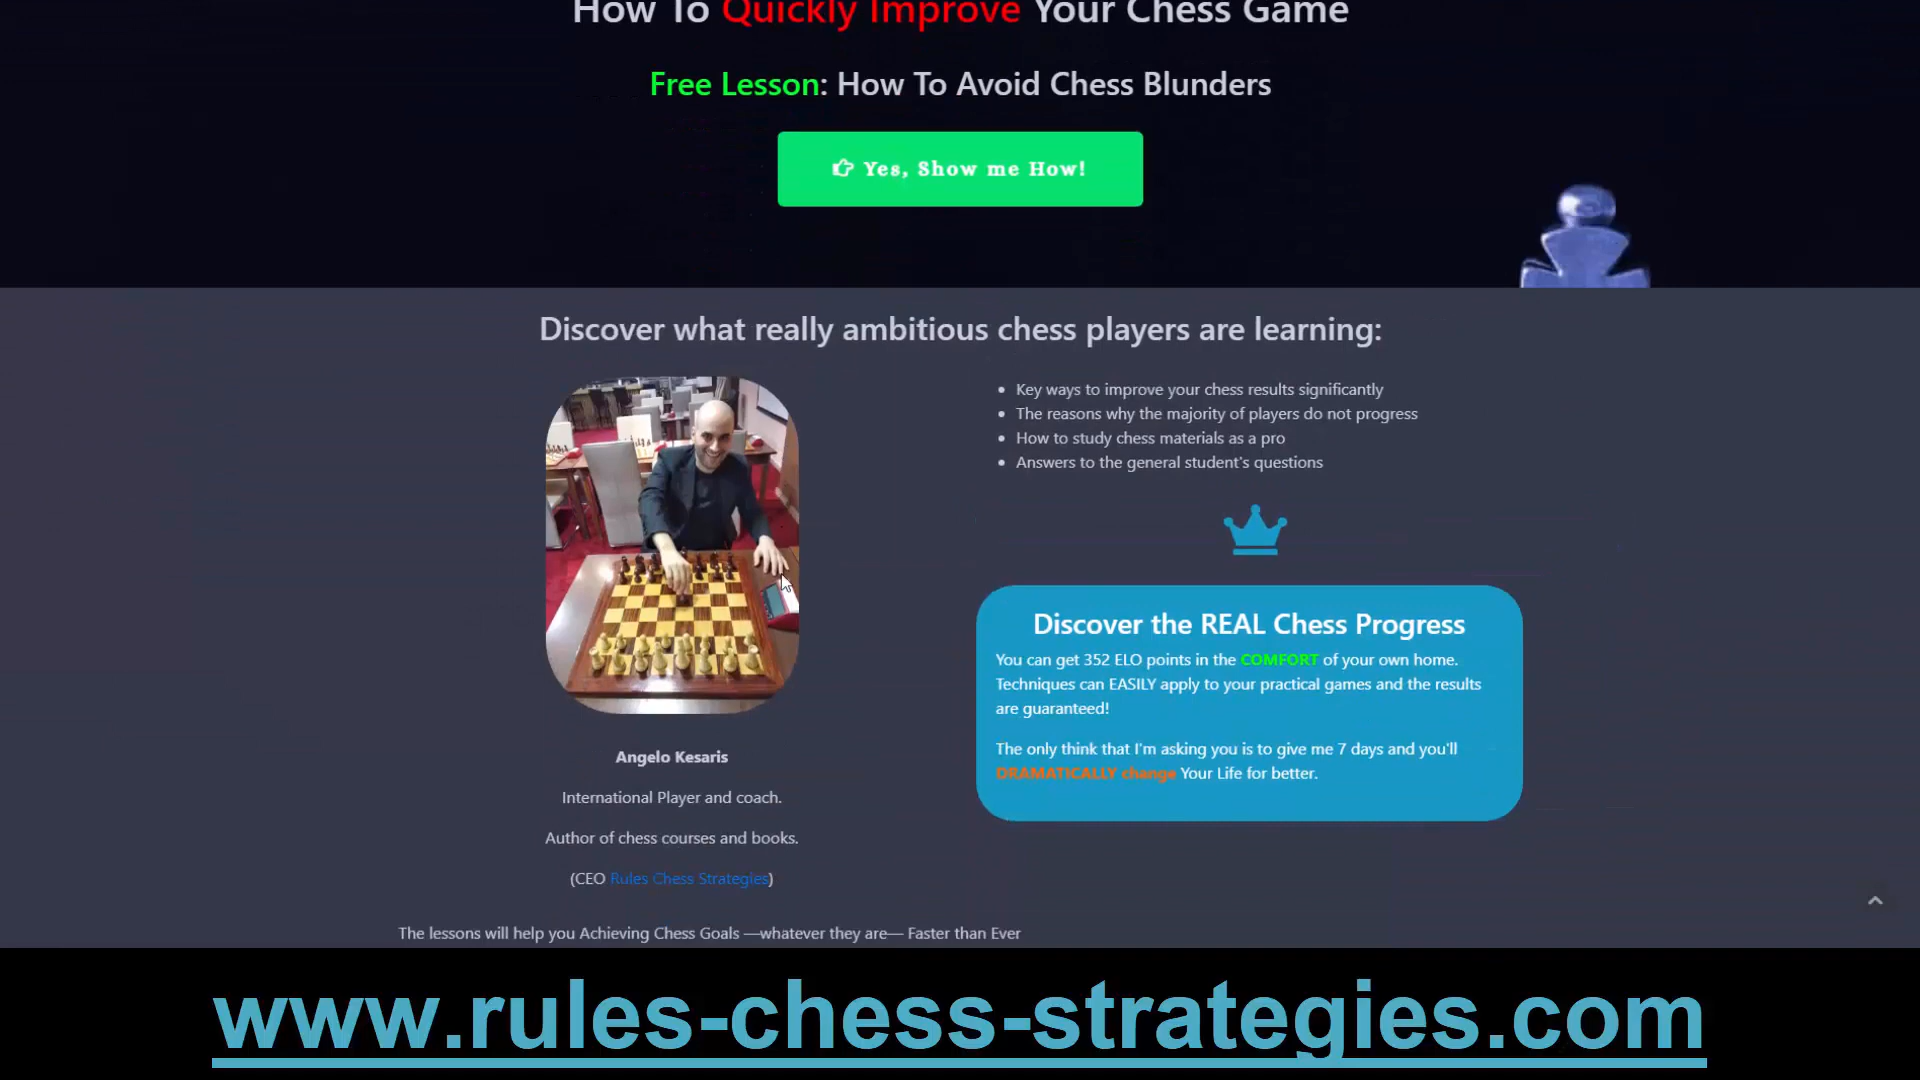 How To Quickly Improve Your Chess Game
Free Lesson: How To Avoid Chess Blunders
Yes, Show me How!
Discover what really ambitious chess players are learning:
Key ways to improve your chess results significantly
The reasons why the majority of players do not progress
How to study chess materials as a pro
Answers to the general student's questions
Discover the REAL Chess Progress
You can get 352 ELO points in the COMFORT of your own home.
Techniques can EASILY apply to your practical games and the results
are guaranteed!
The only think that I'm asking you is to give me 7 days and you'll
DRAMATICALLY change Your Life for better.
Angelo Kesaris
International Player and coach.
Author of chess courses and books.
(CEO Rules Chess Strategies)
The lessons will help you Achieving Chess Goals —whatever they are— Faster than Ever
www.rules-chess-strategies.com